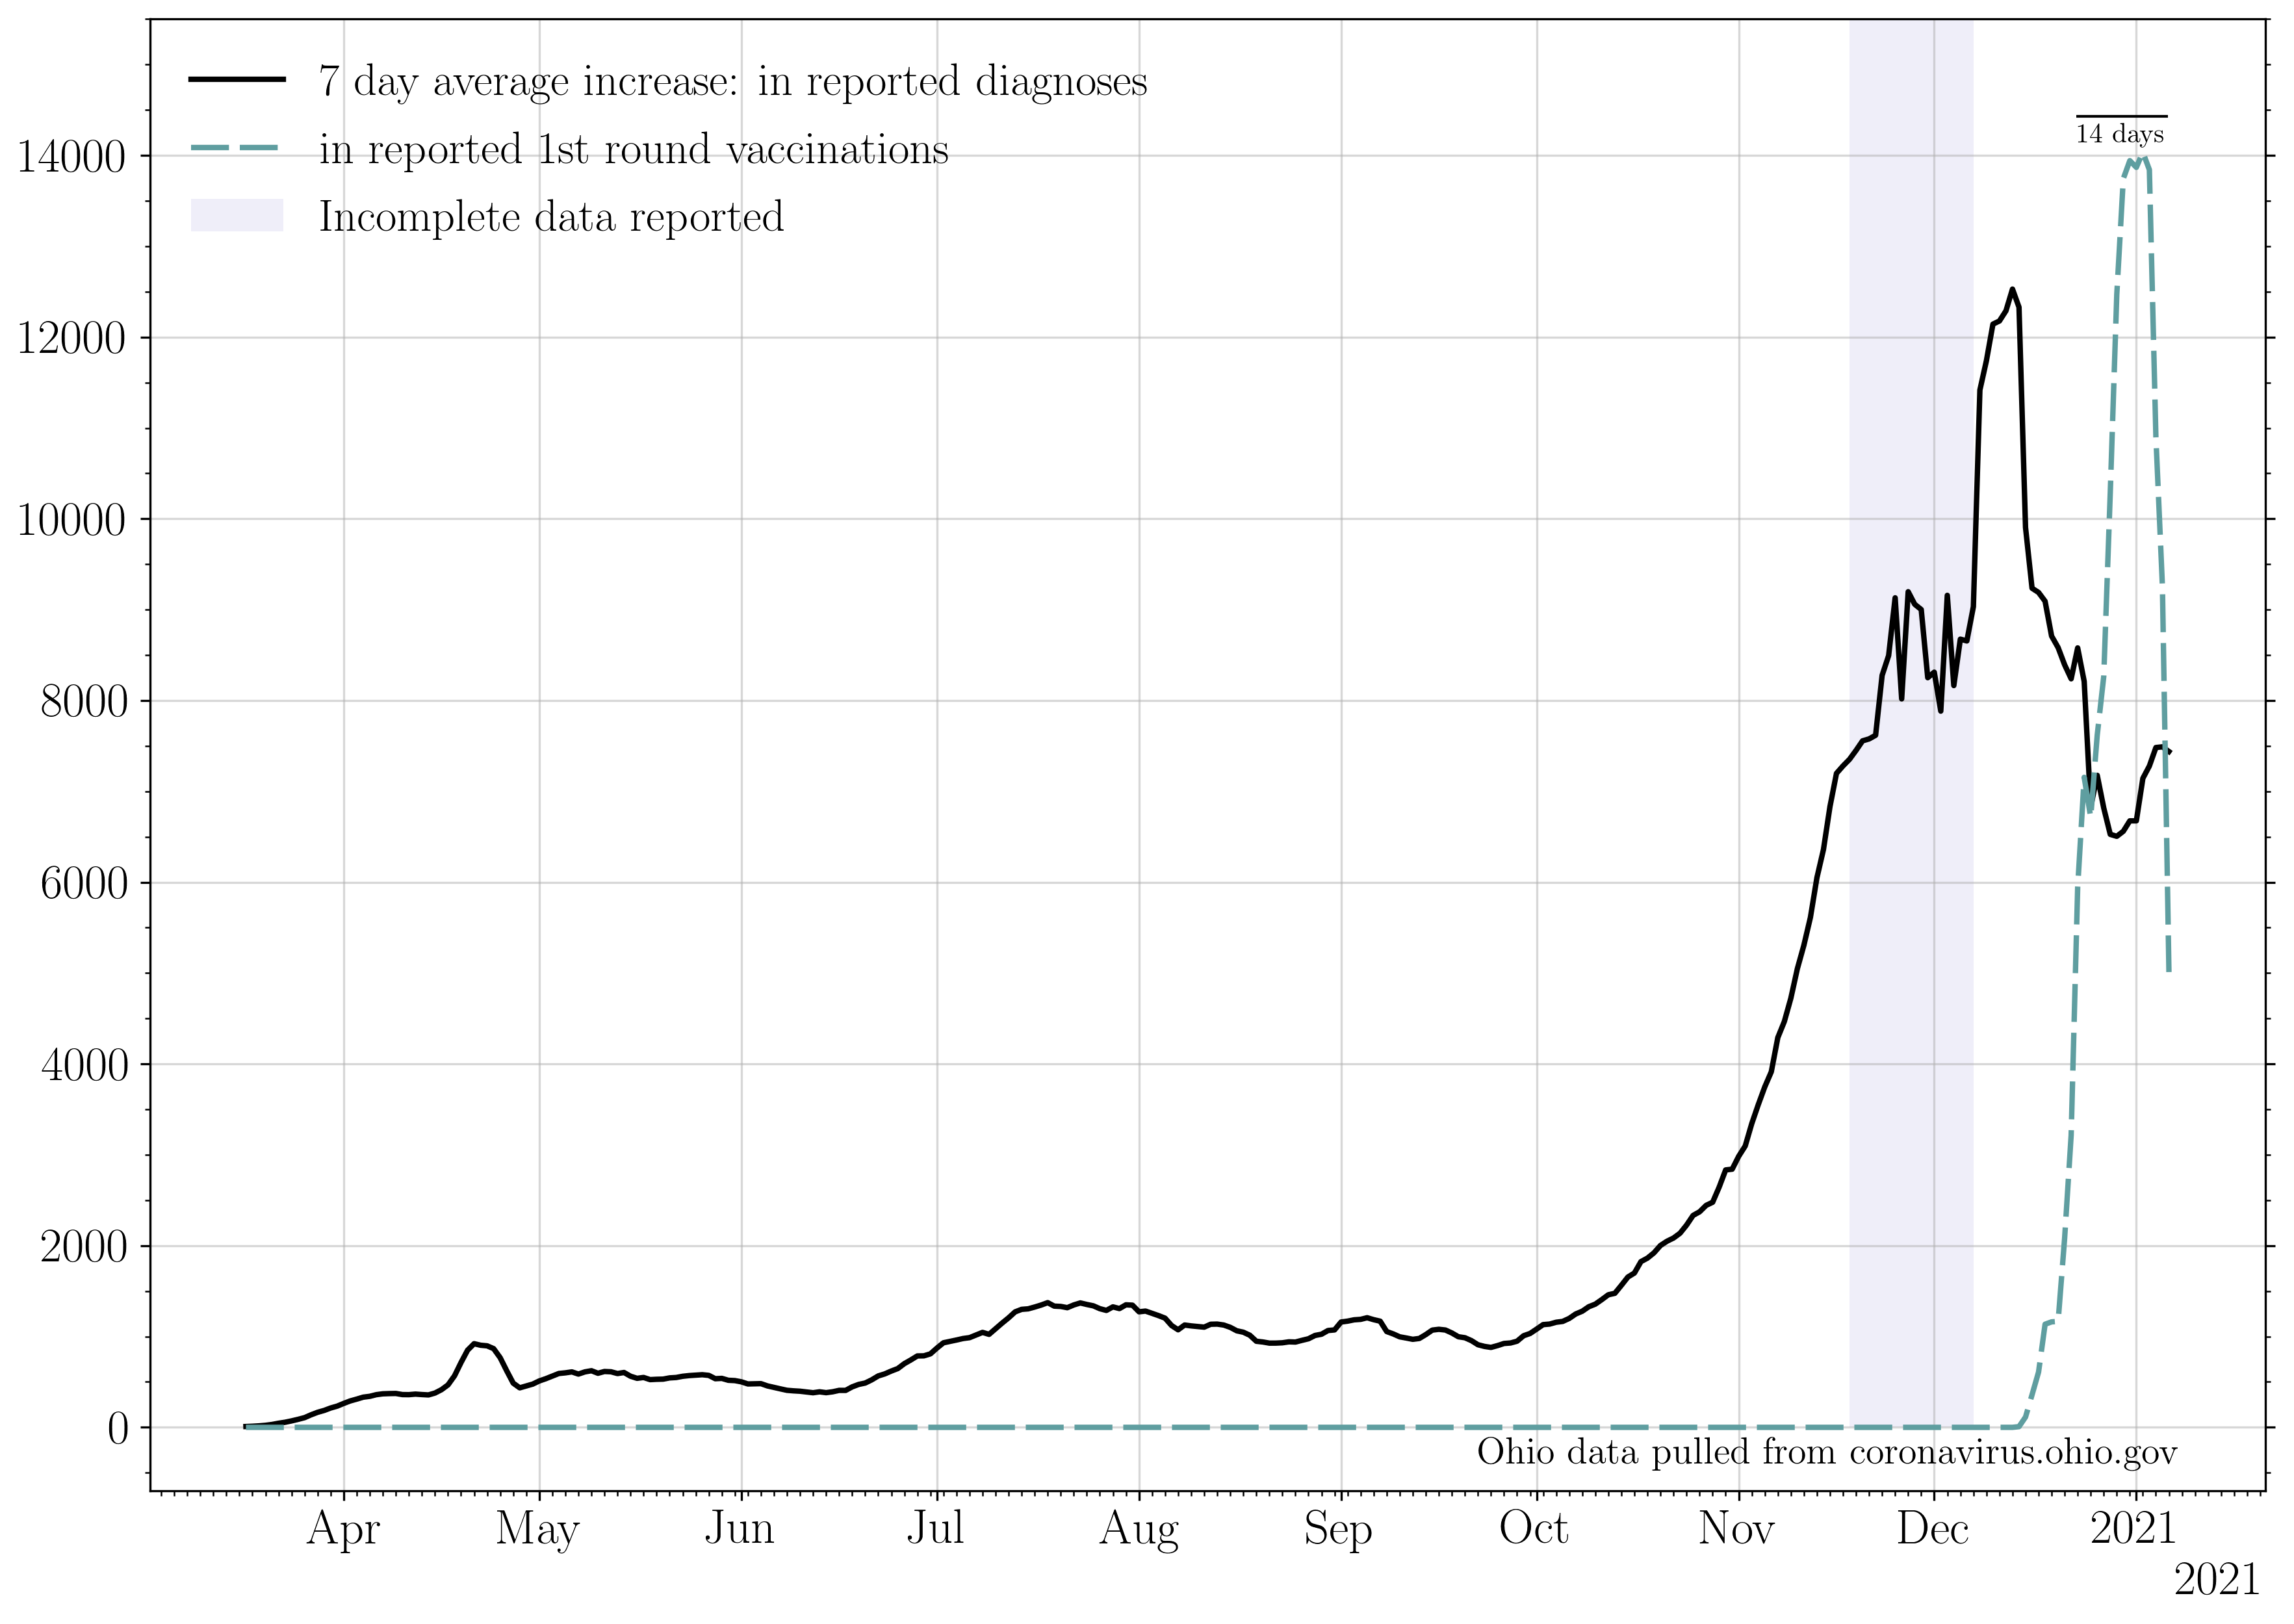 7 day average increase: in reported diagnoses
in reported 1st round vaccinations
Incomplete data reported
14 days
14000
12000
10000
8000
6000
4000
2000
0
Ohio data pulled from coronavirus.ohio.gov
Apr May Jun Jul Aug Sep Oct Nov Dec 2021
2021